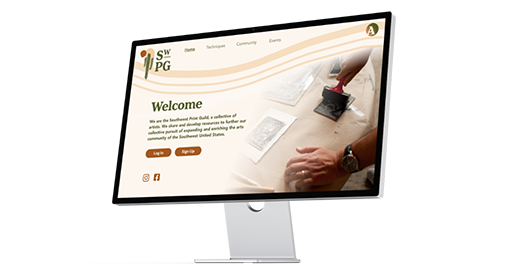 SW
PG
Home Techniques Community Events
A
Welcome
We are the Southwest Print Guild, a collective of
artists. We share and develop resources to further our
collective pursuit of expanding and enriching the arts
community of the Southwest United States.
Log in Sign Up